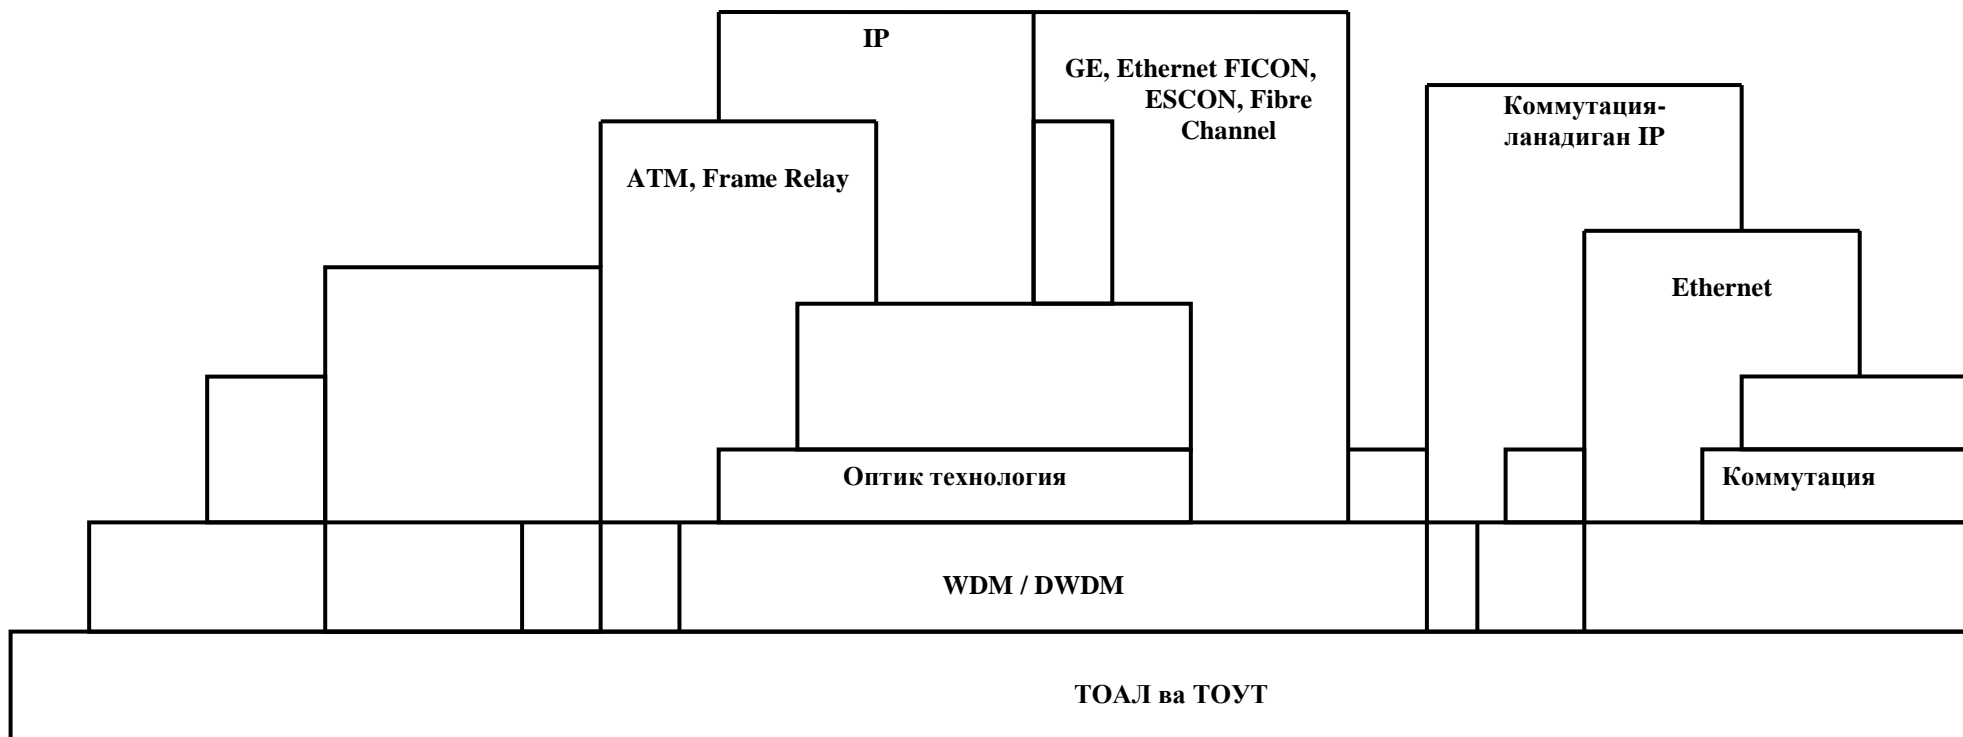 IP
GE, Ethernet FICON,
ESCON, Fibre
Channel
Коммутация-
ланадиган IP
ATM, Frame Relay
Ethernet
Оптик технология
Коммутация
WDM / DWDM
ТОАЛ ва ТОУТ